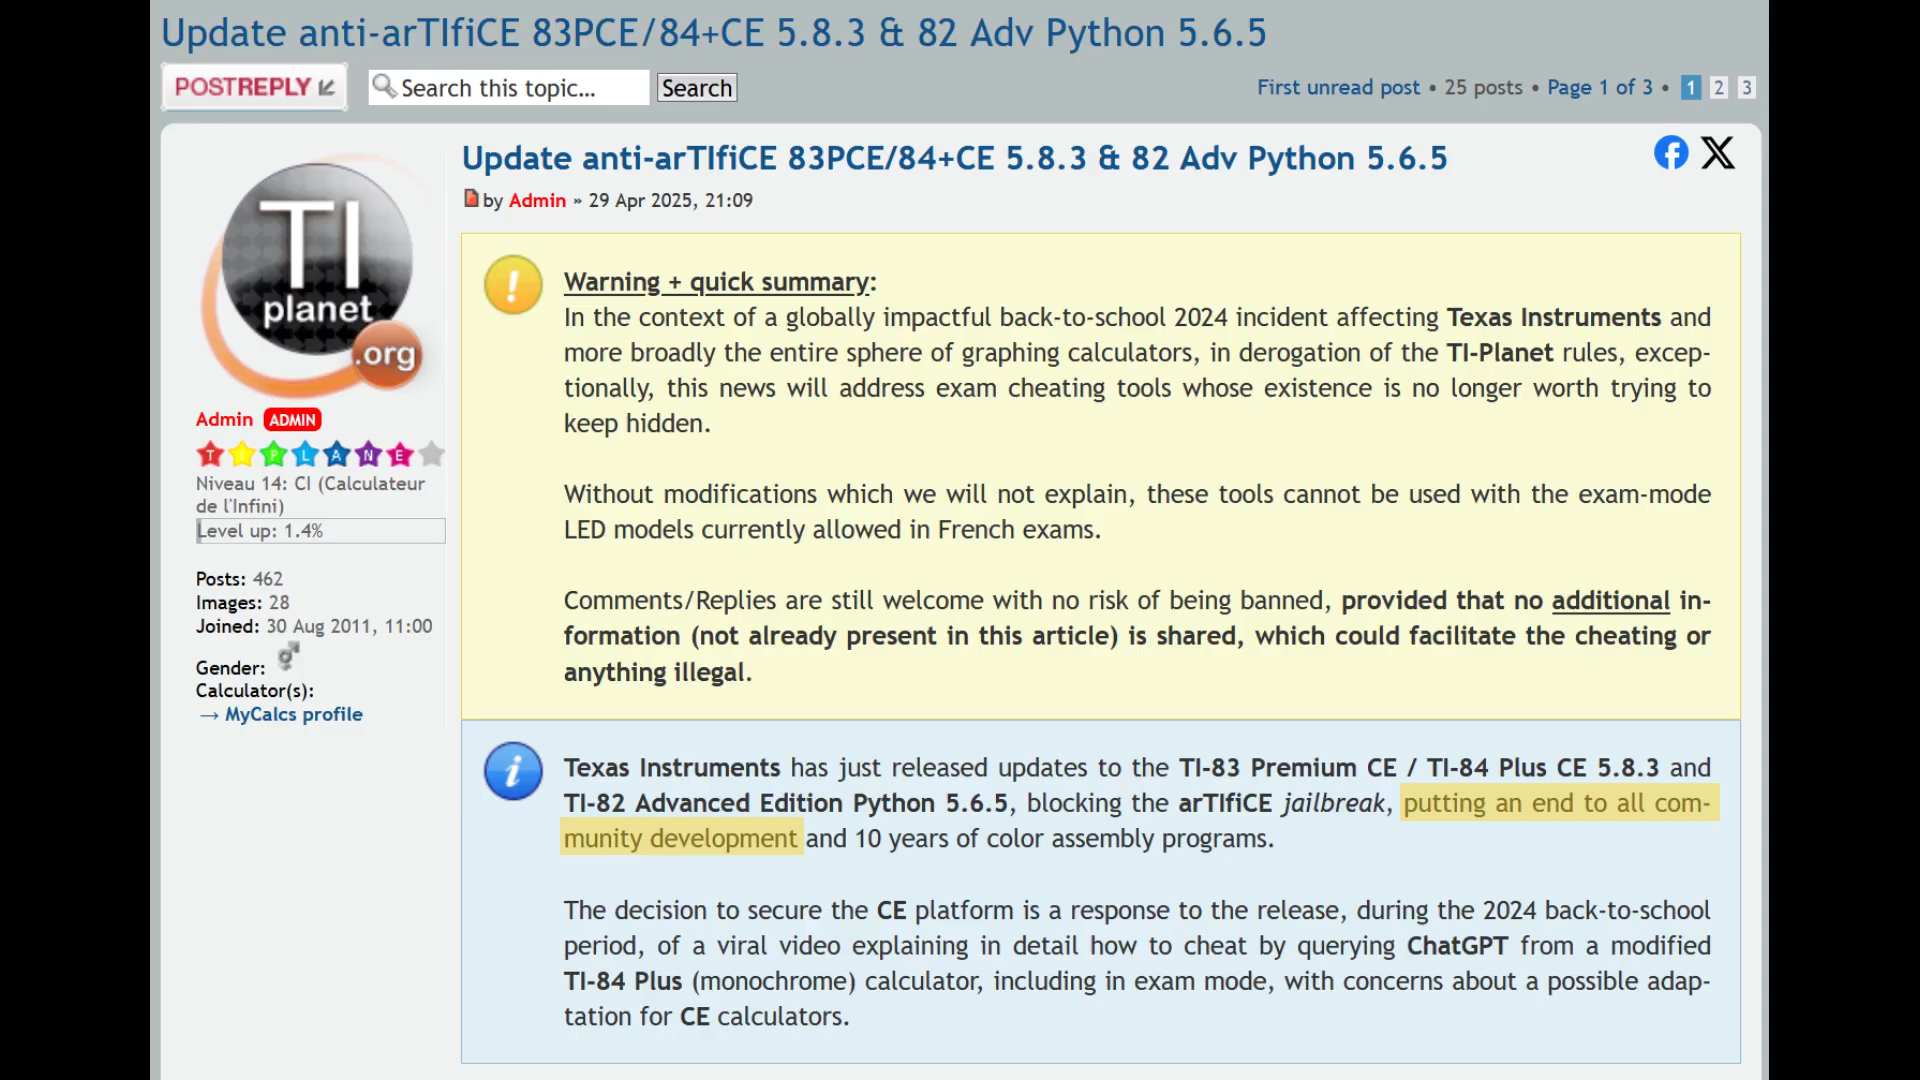 Update anti-arTIfiCE 83PCE/84+CE 5.8.3 & 82 Adv Python 5.6.5
POSTREPLY
Search this topic...
Search
First unread post • 25 posts • Page 1 of 3 • 1 2 3
TI
planet
.org
Admin ADMIN
T I P L A N E
Niveau 14: CI (Calculateur
de l'Infini)
Level up: 1.4%
Posts: 462
Images: 28
Joined: 30 Aug 2011, 11:00
Gender:
Calculator(s):
→ MyCalcs profile
Update anti-arTIfiCE 83PCE/84+CE 5.8.3 & 82 Adv Python 5.6.5
by Admin » 29 Apr 2025, 21:09
Warning + quick summary:
In the context of a globally impactful back-to-school 2024 incident affecting Texas Instruments and
more broadly the entire sphere of graphing calculators, in derogation of the TI-Planet rules, excep-
tionally, this news will address exam cheating tools whose existence is no longer worth trying to
keep hidden.
Without modifications which we will not explain, these tools cannot be used with the exam-mode
LED models currently allowed in French exams.
Comments/Replies are still welcome with no risk of being banned, provided that no additional in-
formation (not already present in this article) is shared, which could facilitate the cheating or
anything illegal.
Texas Instruments has just released updates to the TI-83 Premium CE / TI-84 Plus CE 5.8.3 and
TI-82 Advanced Edition Python 5.6.5, blocking the arTIfiCE jailbreak, putting an end to all com-
munity development and 10 years of color assembly programs.
The decision to secure the CE platform is a response to the release, during the 2024 back-to-school
period, of a viral video explaining in detail how to cheat by querying ChatGPT from a modified
TI-84 Plus (monochrome) calculator, including in exam mode, with concerns about a possible adap-
tation for CE calculators.